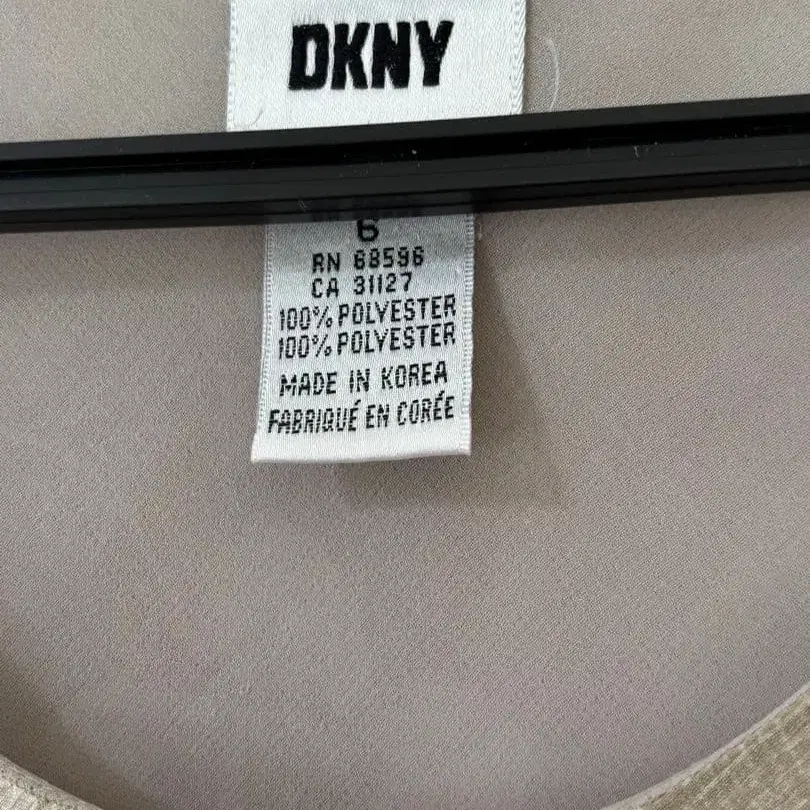 DKNY
6
RN 68596
CA 31127
100% POLYESTER
100% POLYESTER
MADE IN KOREA
FABRIQUÉ EN CORÉE